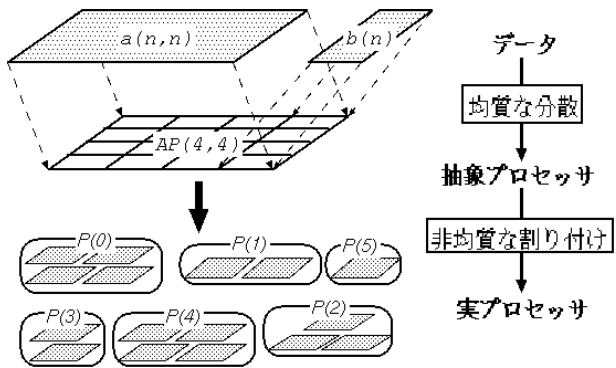 a(n,n)
b(n)
AP(4,4)
P(0)
P(1)
P(5)
P(3)
P(4)
P(2)
データ
均質な分散
抽象プロセッサ
非均質な割り付け
実プロセッサ